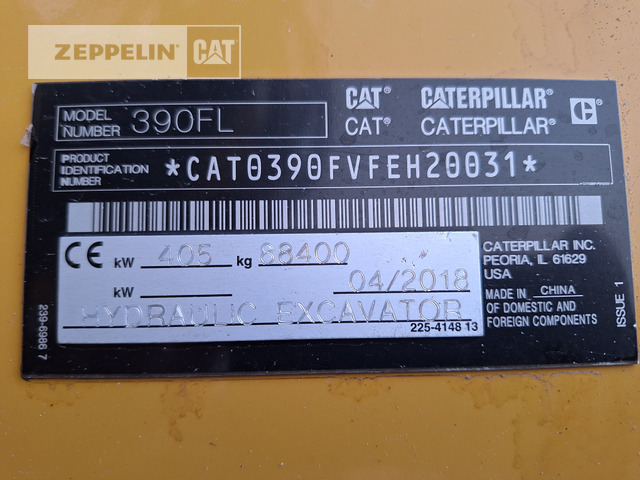 ZEPPELIN CAT
MODEL NUMBER 390FL
CAT CATERPILLAR
CAT® CATERPILLAR®
PRODUCT IDENTIFICATION NUMBER *CAT0390FVFEH20031*
CE kW 405 kg 88400
kW 04/2018
HYDRAULIC EXCAVATOR
225-4148 13
CATERPILLAR INC.
PEORIA, IL 61629
USA
MADE IN CHINA
OF DOMESTIC AND
FOREIGN COMPONENTS
ISSUE 1
239-6986 7